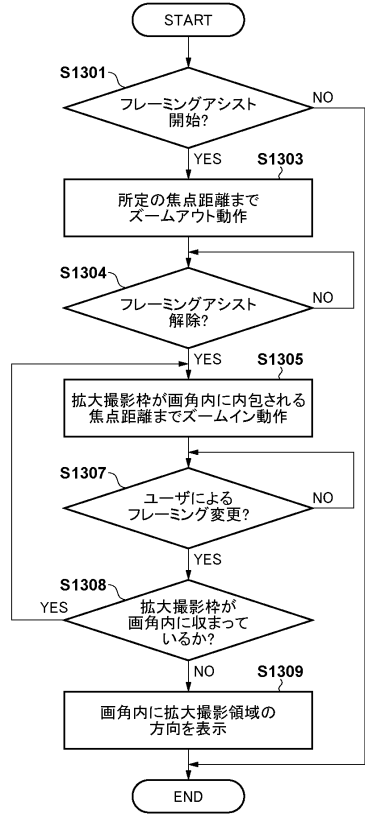 START
S1301
フレーミングアシスト
開始?
NO
YES
S1303
所定の焦点距離まで
ズームアウト動作
S1304
フレーミングアシスト
解除?
NO
YES
S1305
拡大撮影枠が画角内に内包される
焦点距離までズームイン動作
S1307
ユーザによる
フレーミング変更?
NO
YES
S1308
YES
拡大撮影枠が
画角内に収まって
いるか?
NO
S1309
画角内に拡大撮影領域の
方向を表示
END